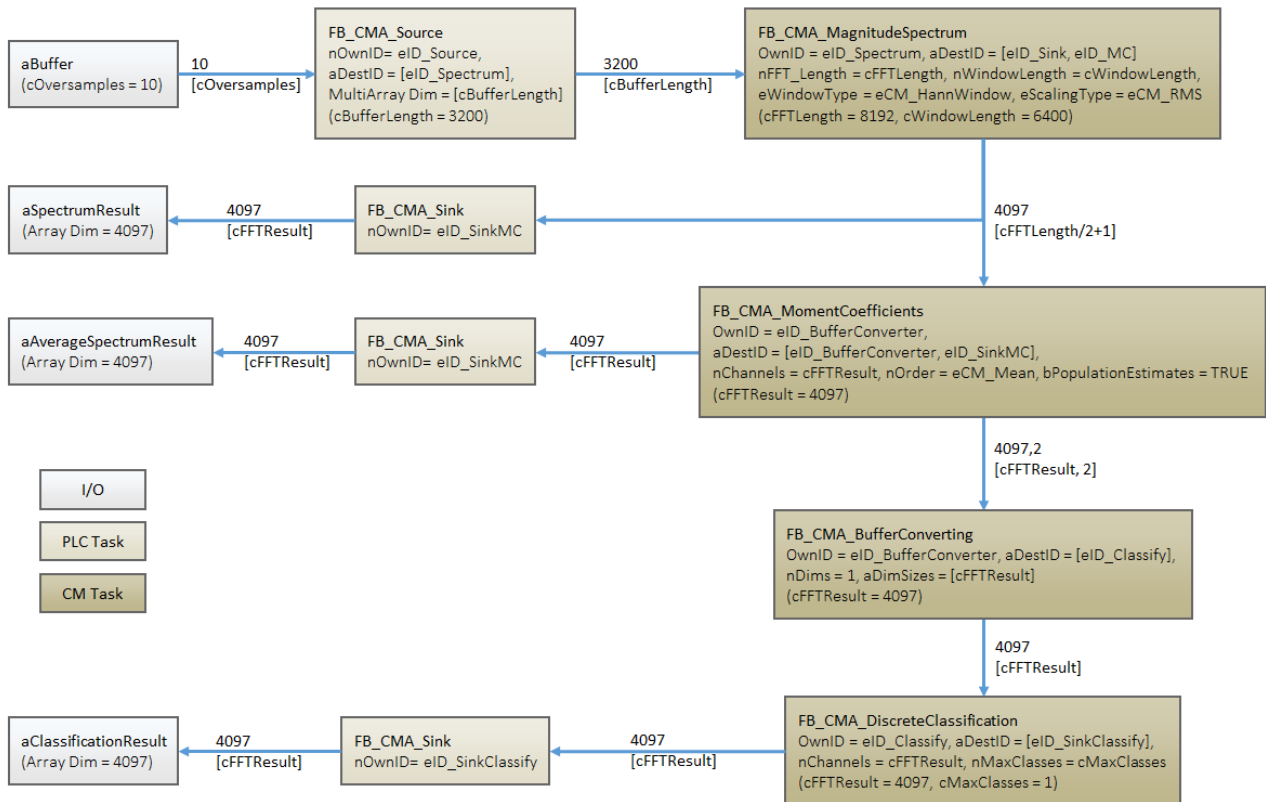 aBuffer
(cOversamples = 10)
10
[cOversamples]
FB_CMA_Source
nOwnID= eID_Source,
aDestID = [eID_Spectrum],
MultiArray Dim = [cBufferLength]
(cBufferLength = 3200)
3200
[cBufferLength]
FB_CMA_MagnitudeSpectrum
OwnID = eID_Spectrum, aDestID = [eID_Sink, eID_MC]
nFFT_Length = cFFTLength, nWindowLength = cWindowLength,
eWindowType = eCM_HannWindow, eScalingType = eCM_RMS
(cFFTLength = 8192, cWindowLength = 6400)
aSpectrumResult
(Array Dim = 4097)
4097
[cFFTResult]
FB_CMA_Sink
nOwnID= eID_SinkMC
4097
[cFFTLength/2+1]
aAverageSpectrumResult
(Array Dim = 4097)
4097
[cFFTResult]
FB_CMA_Sink
nOwnID= eID_SinkMC
4097
[cFFTResult]
FB_CMA_MomentCoefficients
OwnID = eID_BufferConverter,
aDestID = [eID_BufferConverter, eID_SinkMC],
nChannels = cFFTResult, nOrder = eCM_Mean, bPopulationEstimates = TRUE
(cFFTResult = 4097)
4097,2
[cFFTResult, 2]
I/O
PLC Task
CM Task
FB_CMA_BufferConverting
OwnID = eID_BufferConverter, aDestID = [eID_Classify],
nDims = 1, aDimSizes = [cFFTResult]
(cFFTResult = 4097)
4097
[cFFTResult]
aClassificationResult
(Array Dim = 4097)
4097
[cFFTResult]
FB_CMA_Sink
nOwnID= eID_SinkClassify
4097
[cFFTResult]
FB_CMA_DiscreteClassification
OwnID = eID_Classify, aDestID = [eID_SinkClassify],
nChannels = cFFTResult, nMaxClasses = cMaxClasses
(cFFTResult = 4097, cMaxClasses = 1)